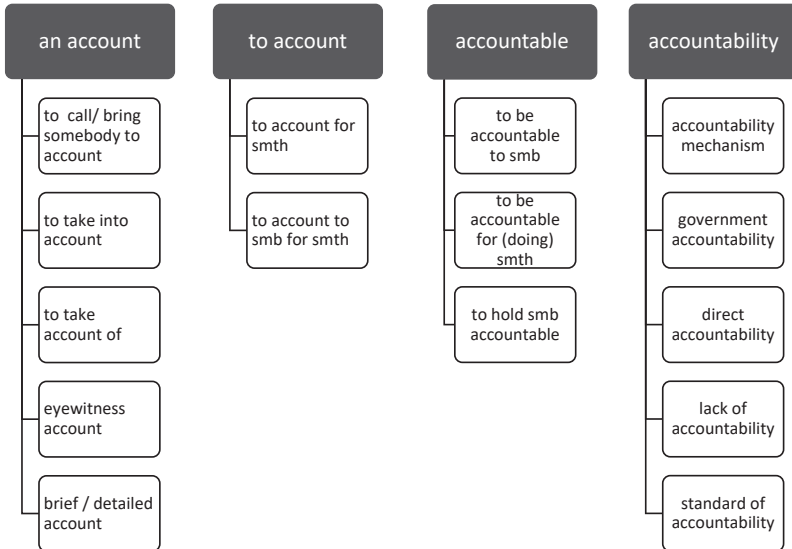 an account
to call/ bring
somebody to
account
to take into
account
to take
account of
eyewitness
account
brief / detailed
account
to account
to account for
smth
to account to
smb for smth
accountable
to be
accountable
to smb
to be
accountable
for (doing)
smth
to hold smb
accountable
accountability
accountability
mechanism
government
accountability
direct
accountability
lack of
accountability
standard of
accountability